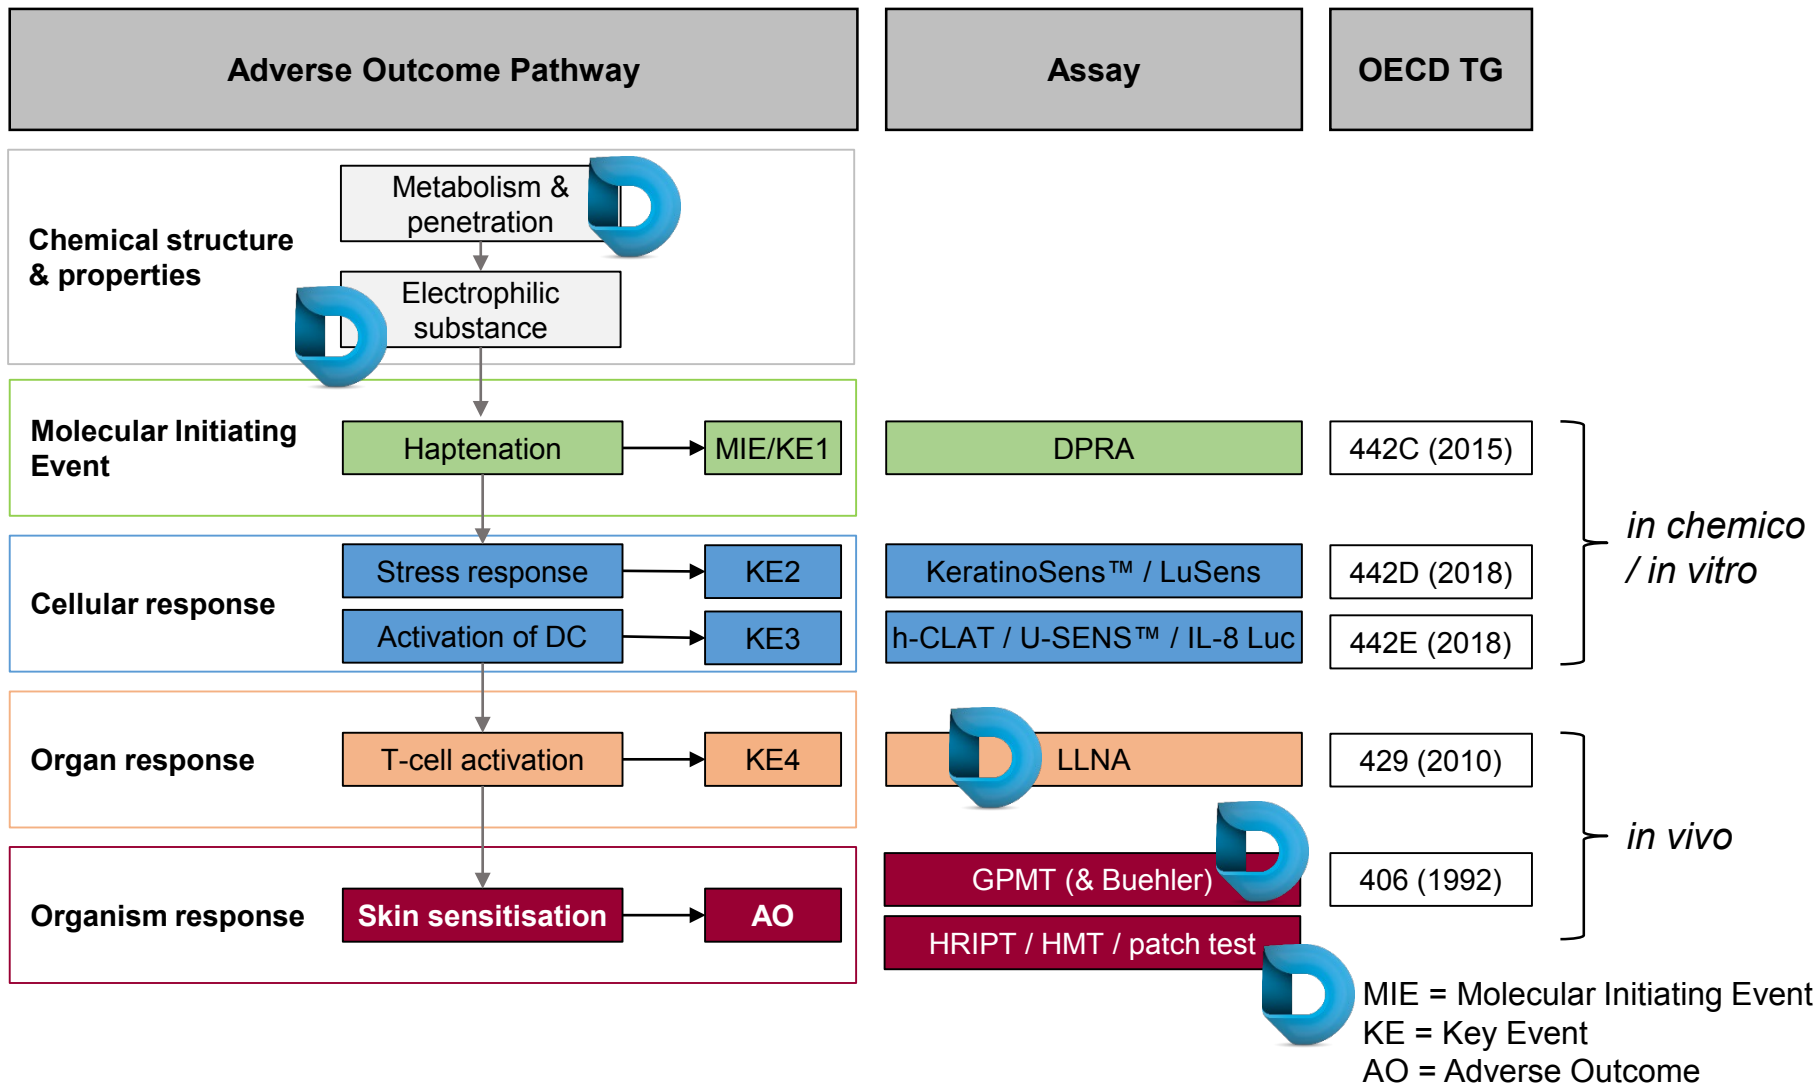 Adverse Outcome Pathway
Assay
OECD TG
Chemical structure
& properties
Metabolism &
penetration
Electrophilic
substance
Molecular Initiating
Event
Haptenation
MIE/KE1
DPRA
442C (2015)
Cellular response
Stress response
KE2
KeratinoSens™ / LuSens
442D (2018)
Activation of DC
KE3
h-CLAT / U-SENS™ / IL-8 Luc
442E (2018)
in chemico
/ in vitro
Organ response
T-cell activation
KE4
LLNA
429 (2010)
Organism response
Skin sensitisation
AO
GPMT (& Buehler)
406 (1992)
HRIPT / HMT / patch test
in vivo
MIE = Molecular Initiating Event
KE = Key Event
AO = Adverse Outcome